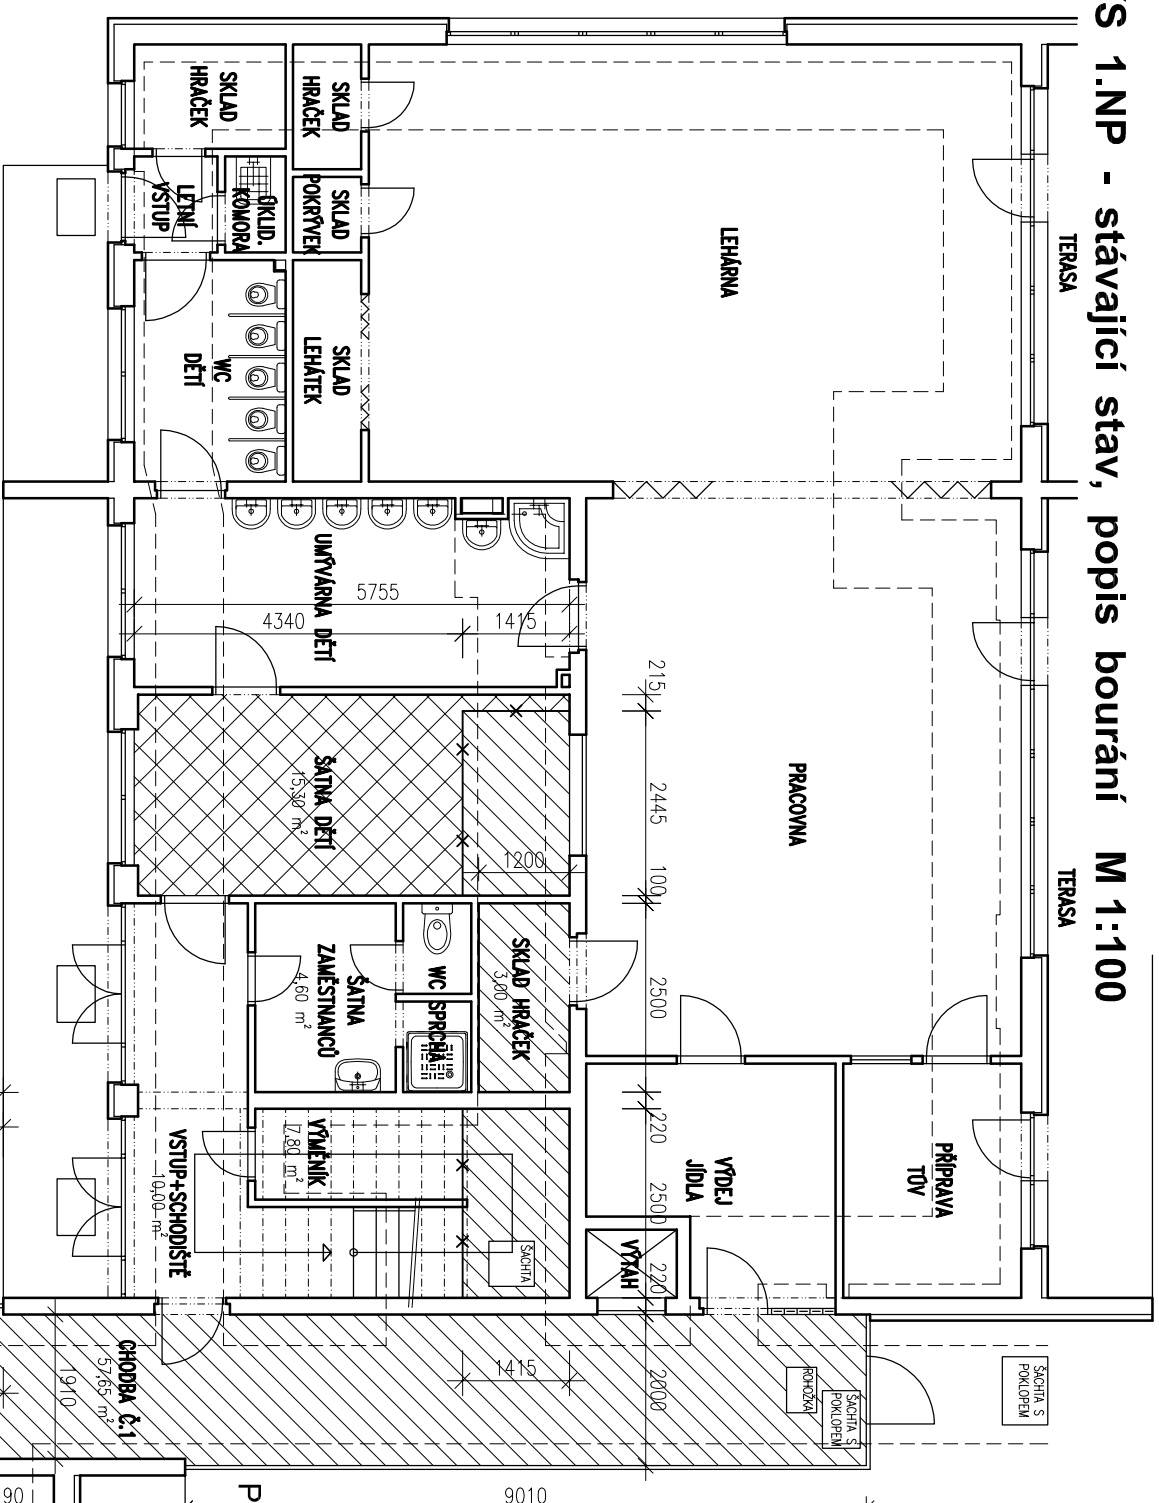 S 1.NP - stávající stav, popis bourání M 1:100
TERASA
TERASA
LEHÁRNA
SKLAD
HRAČEK
SKLAD
POKRÝVEK
SKLAD
LEHÁTEK
SKLAD
HRAČEK
ÚKLID.
KOMORA
LETNÍ
VSTUP
WC
DĚTÍ
PRACOVNA
UMÝVÁRNA DĚTÍ
5755
4340
1415
215
2445
100
2500
220
2500
220
2000
ŠATNA DĚTÍ
15,30 m²
1200
SKLAD HRAČEK
3,00 m²
WC
SPRCHA
ŠATNA
ZAMĚSTNANCŮ
4,60 m²
PŘÍPRAVA
TÚV
VÝDEJ
JÍDLA
VÝTAH
VÝMĚNÍK
7,80 m²
VSTUP+SCHODIŠTĚ
10,00 m²
ŠACHTA
ŠACHTA S
POKLOPEM
ŠACHTA S
POKLOPEM
ROHOŽKA
1415
CHODBA Č.1
57,65 m²
1910
P
9010
90